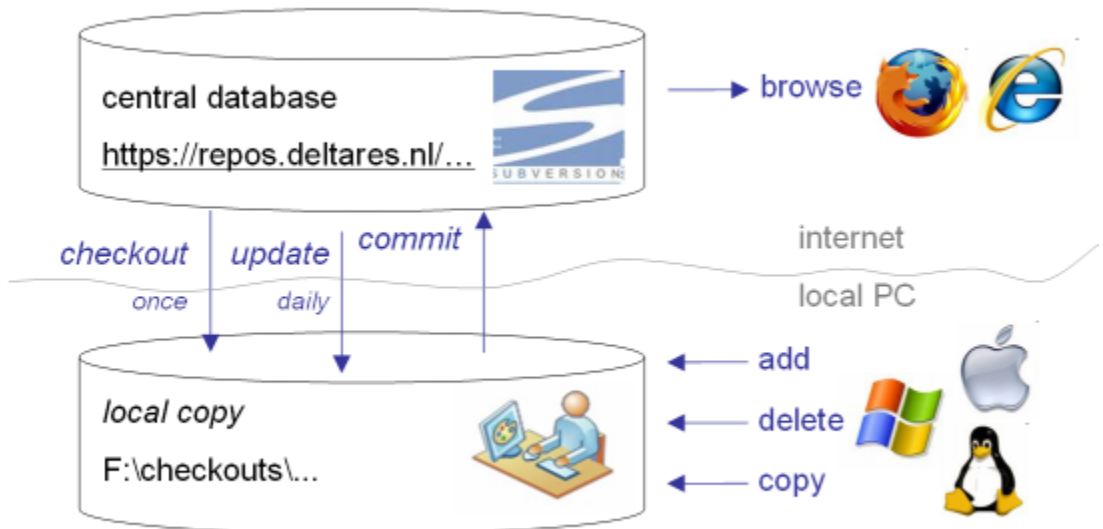 central database
https://repos.deltares.nl/...
SUBVERSION
browse
checkout
once
update
daily
commit
internet
local PC
local copy
F:\checkouts\...
add
delete
copy